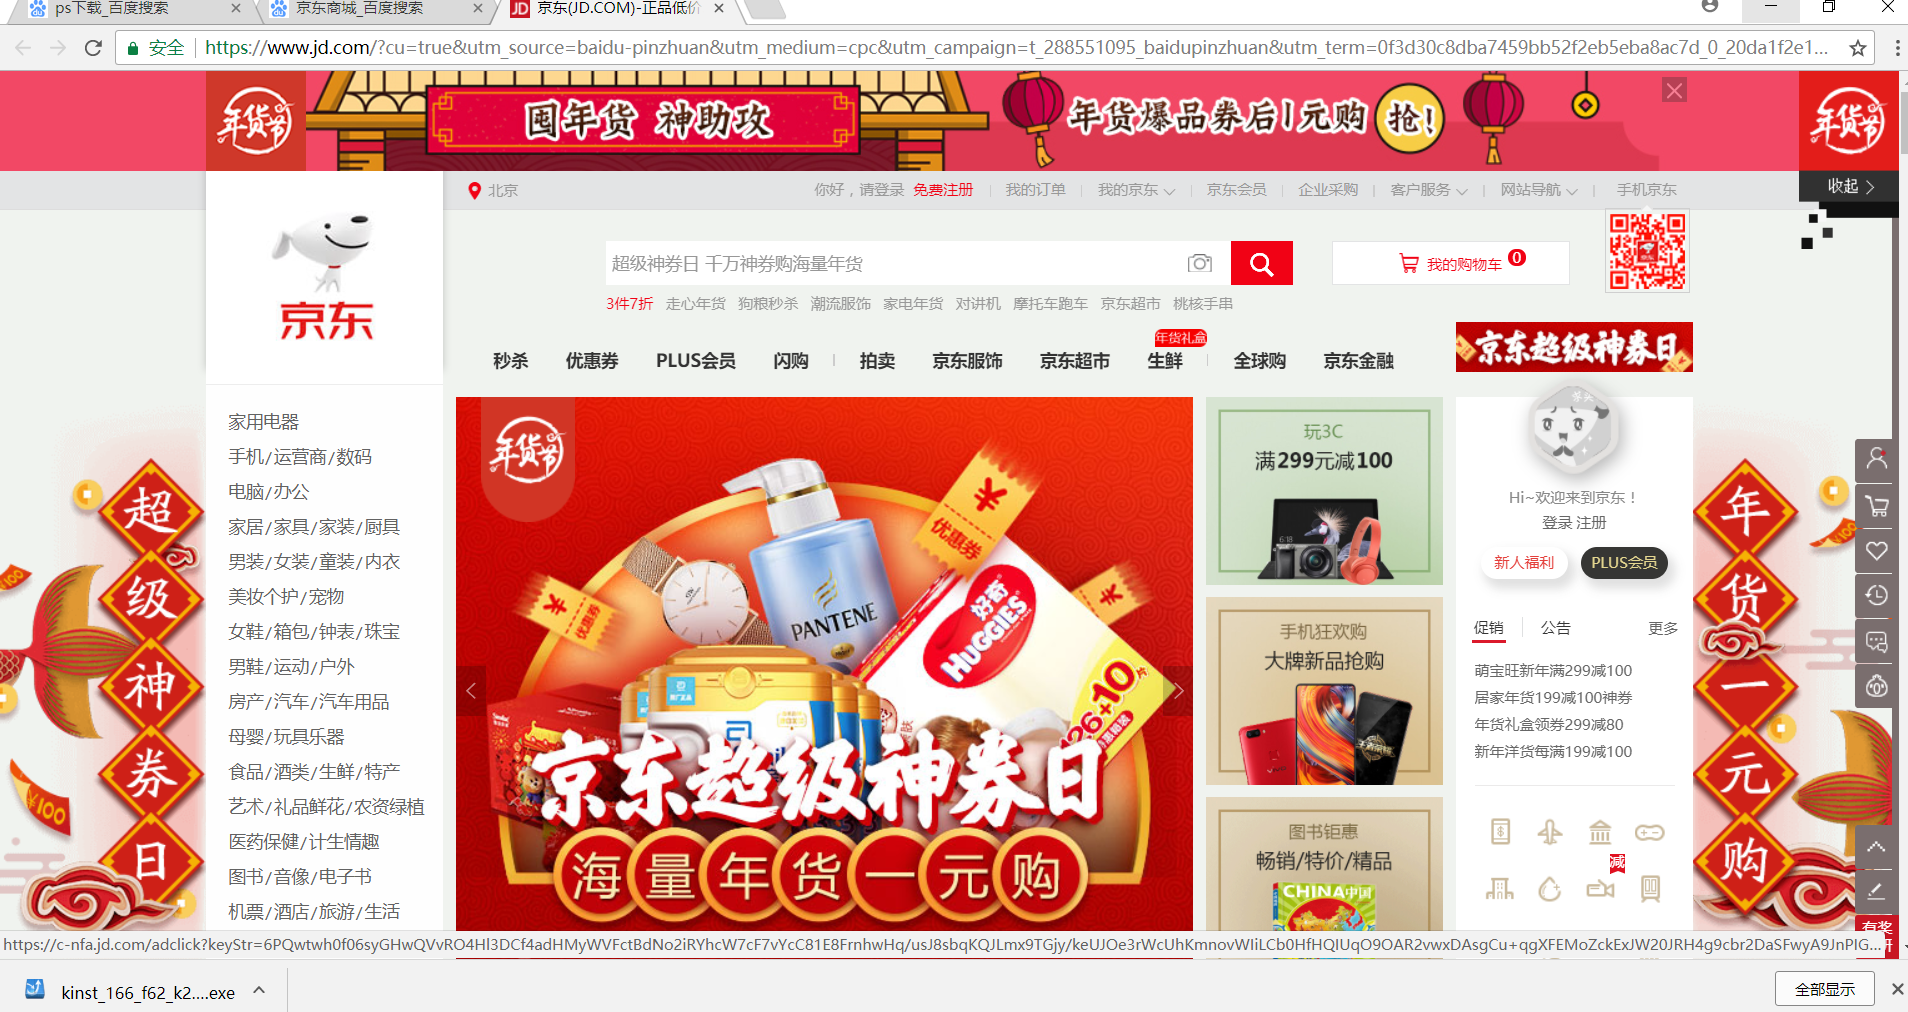 ps下载_百度搜索
京东商城_百度搜索
JD 京东(JD.COM)-正品低价
安全 https://www.jd.com/?cu=true&utm_source=baidu-pinzhuan&utm_medium=cpc&utm_campaign=t_288551095_baidupinzhuan&utm_term=0f3d30c8dba7459bb52f2eb5eba8ac7d_0_20da1f2e1...
年货节
囤年货 神助攻
年货爆品券后1元购 抢!
年货节
收起
北京
你好，请登录 免费注册 我的订单 我的京东 京东会员 企业采购 客户服务 网站导航 手机京东
京东
超级神券日 千万神券购海量年货
我的购物车 0
3件7折 走心年货 狗粮秒杀 潮流服饰 家电年货 对讲机 摩托车跑车 京东超市 桃核手串
年货礼盒
秒杀 优惠券 PLUS会员 闪购 拍卖 京东服饰 京东超市 生鲜 全球购 京东金融
京东超级神券日
家用电器
手机/运营商/数码
电脑/办公
家居/家具/家装/厨具
男装/女装/童装/内衣
美妆个护/宠物
女鞋/箱包/钟表/珠宝
男鞋/运动/户外
房产/汽车/汽车用品
母婴/玩具乐器
食品/酒类/生鲜/特产
艺术/礼品鲜花/农资绿植
医药保健/计生情趣
图书/音像/电子书
机票/酒店/旅游/生活
超级神券日
¥100
¥100
年货节
优惠券
优惠券
PANTENE
好奇
HUGGIES
26+10片
京东超级神券日
海量年货一元购
玩3C
满299元减100
6:18
手机狂欢购
大牌新品抢购
图书钜惠
畅销/特价/精品
CHINA中国
Hi~欢迎来到京东！
登录 注册
新人福利 PLUS会员
促销 公告 更多
萌宝旺新年满299减100
居家年货199减100神券
年货礼盒领券299减80
新年洋货每满199减100
减
年货一元购
有奖
https://c-nfa.jd.com/adclick?keyStr=6PQwtwh0f06syGHwQVvRO4HI3DCf4adHMyWVFctBdNo2iRYhcW7cF7vYcC81E8FrnhwHq/usJ8sbqKQJLmx9TGjy/keUJOe3rWcUhKmnovWIiLCb0HfHQIUqO9OAR2vwxDAsgCu+qgXFEMoZckExJW20JRH4g9cbr2DaSFwyA9JnPIG...
kinst_166_f62_k2....exe
全部显示